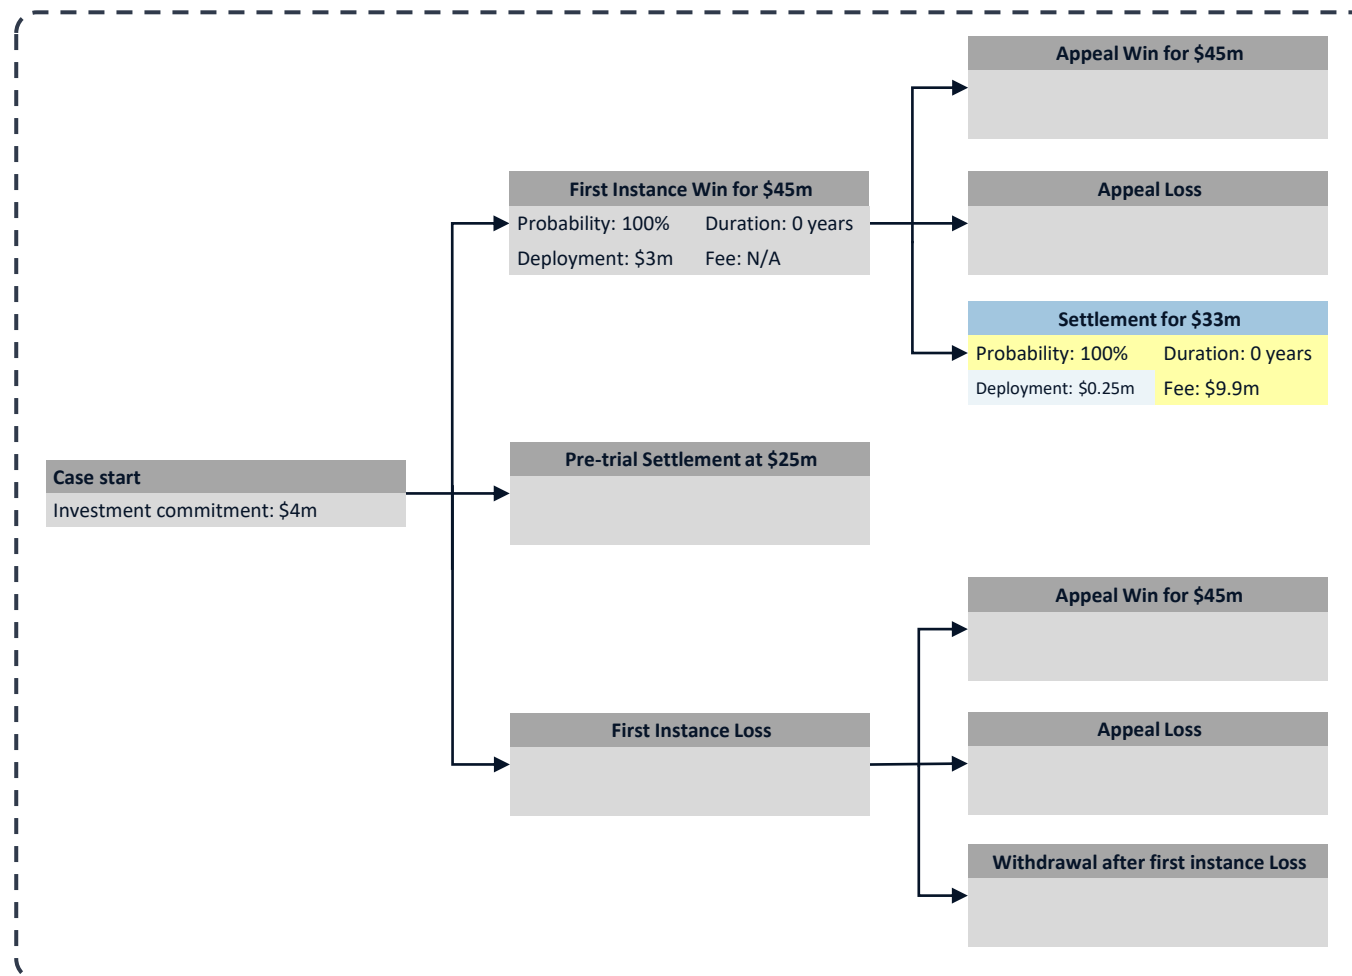 Appeal Win for $45m
First Instance Win for $45m
Probability: 100% Duration: 0 years
Deployment: $3m Fee: N/A
Appeal Loss
Settlement for $33m
Probability: 100% Duration: 0 years
Deployment: $0.25m Fee: $9.9m
Case start
Investment commitment: $4m
Pre-trial Settlement at $25m
Appeal Win for $45m
First Instance Loss
Appeal Loss
Withdrawal after first instance Loss